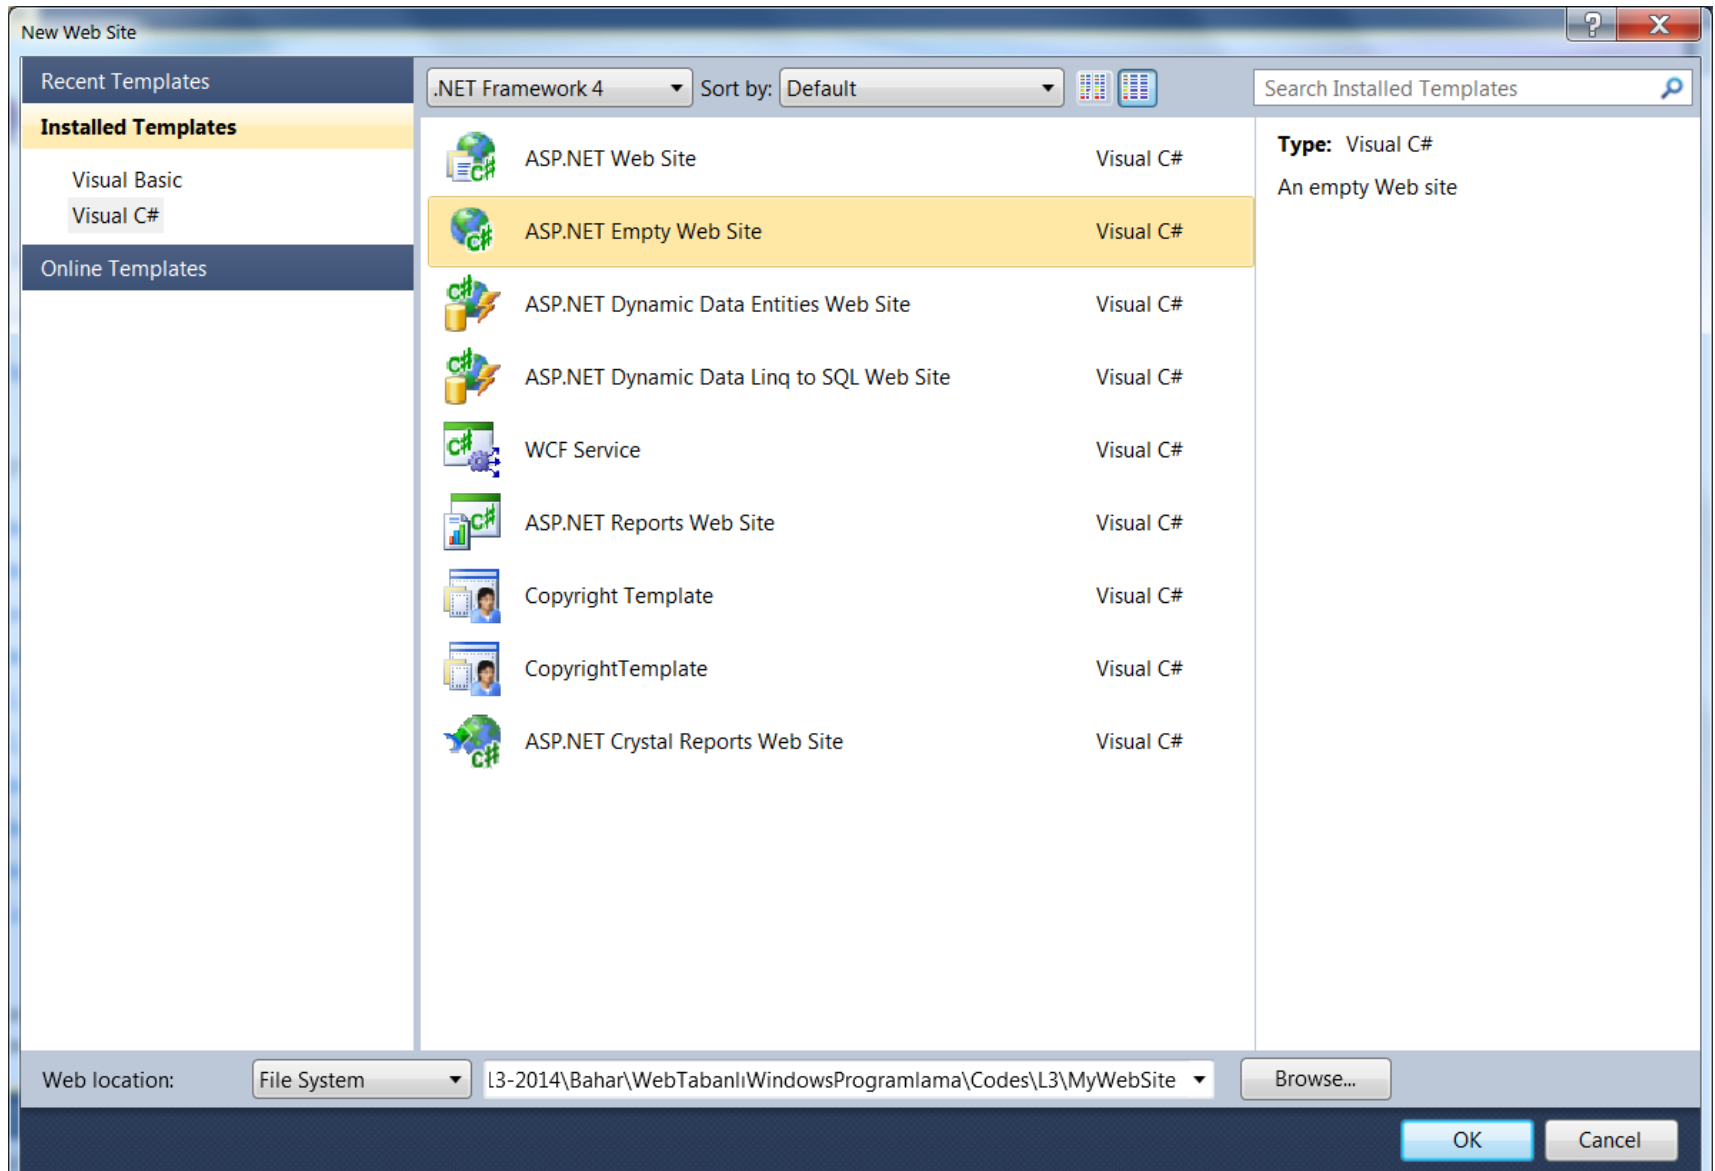 New Web Site
Recent Templates
Installed Templates
Visual Basic
Visual C#
Online Templates
.NET Framework 4
Sort by: Default
Search Installed Templates
ASP.NET Web Site Visual C#
ASP.NET Empty Web Site Visual C#
ASP.NET Dynamic Data Entities Web Site Visual C#
ASP.NET Dynamic Data Linq to SQL Web Site Visual C#
WCF Service Visual C#
ASP.NET Reports Web Site Visual C#
Copyright Template Visual C#
CopyrightTemplate Visual C#
ASP.NET Crystal Reports Web Site Visual C#
Type: Visual C#
An empty Web site
Web location: File System 13-2014\Bahar\WebTabanlıWindowsProgramlama\Codes\L3\MyWebSite Browse...
OK Cancel